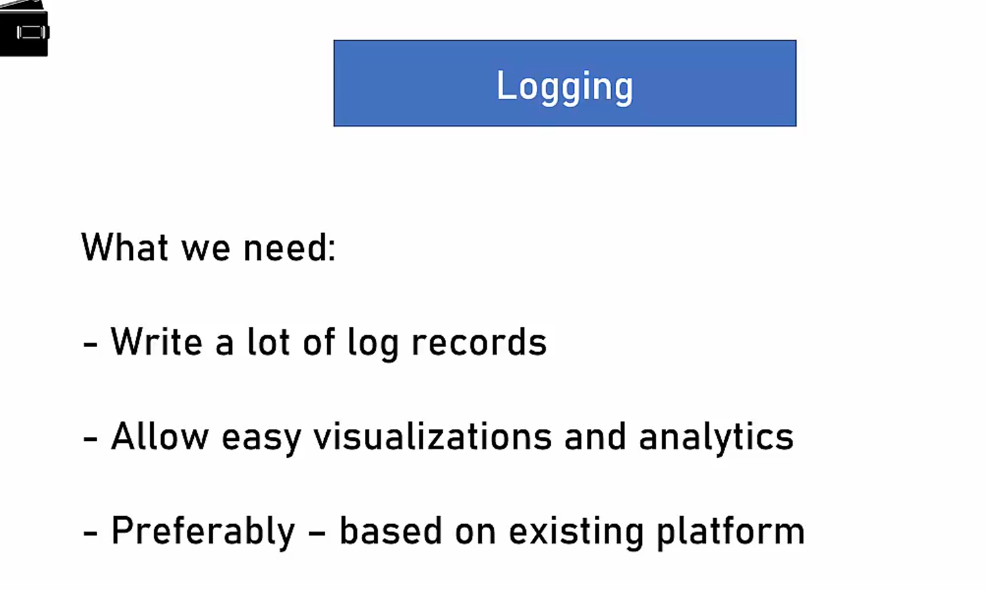 Logging
What we need:
- Write a lot of log records
- Allow easy visualizations and analytics
- Preferably – based on existing platform